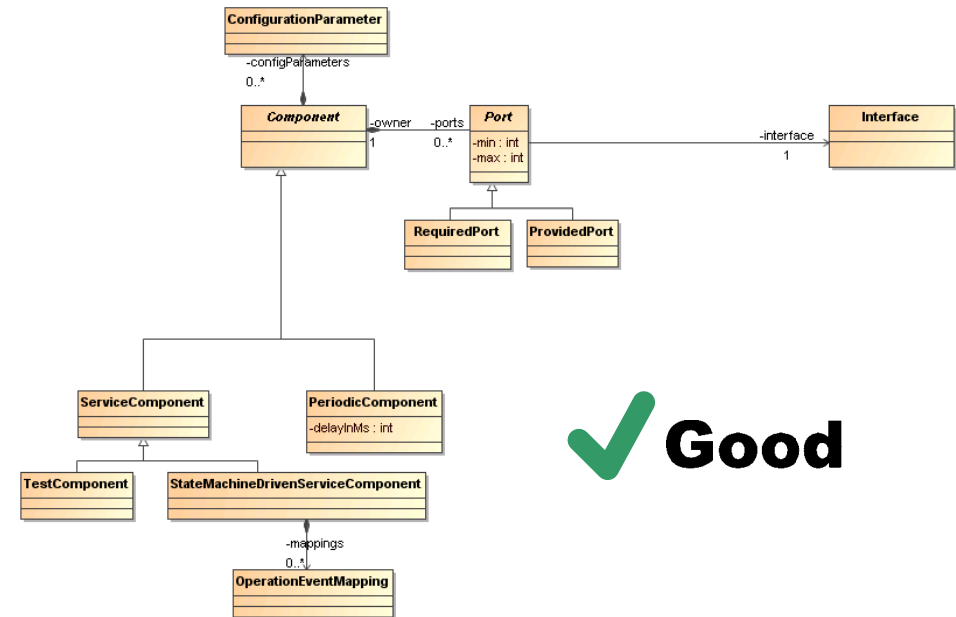 ConfigurationParameter
-configParameters
0..*
Component
-owner
1
-ports
0..*
Port
-min : int
-max : int
-interface
1
Interface
RequiredPort
ProvidedPort
ServiceComponent
PeriodicComponent
-delayInMs : int
Good
TestComponent
StateMachineDrivenServiceComponent
-mappings
0..*
OperationEventMapping